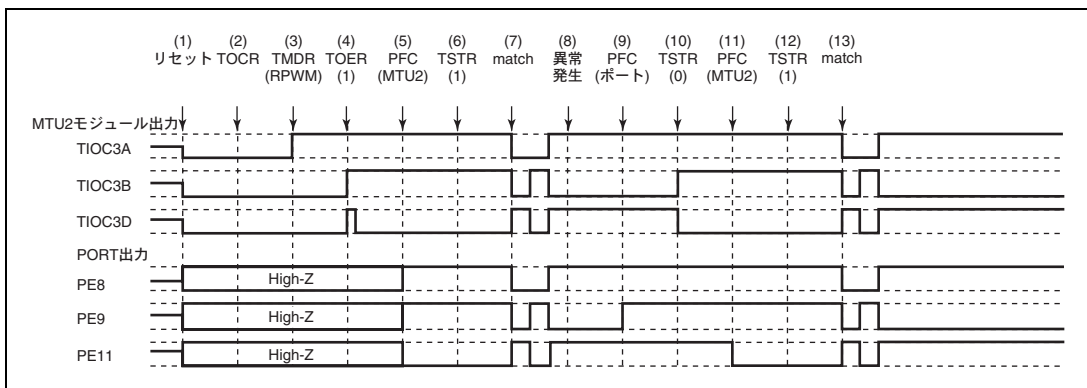 (1) (2) (3) (4) (5) (6) (7) (8) (9) (10) (11) (12) (13)
リセット TOCR TMDR TOER PFC TSTR match 異常 PFC TSTR PFC TSTR match
(RPWM) (1) (MTU2) (1) 発生 (ポート) (0) (MTU2) (1)
MTU2モジュール出力
TIOC3A
TIOC3B
TIOC3D
PORT出力
PE8 High-Z
PE9 High-Z
PE11 High-Z